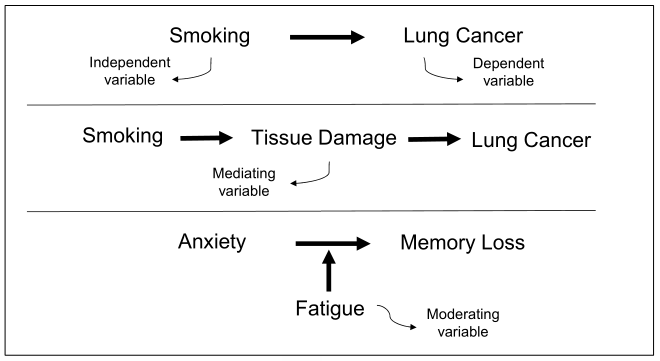 Smoking Lung Cancer
Independent
variable
Dependent
variable
Smoking Tissue Damage Lung Cancer
Mediating
variable
Anxiety Memory Loss
Fatigue
Moderating
variable